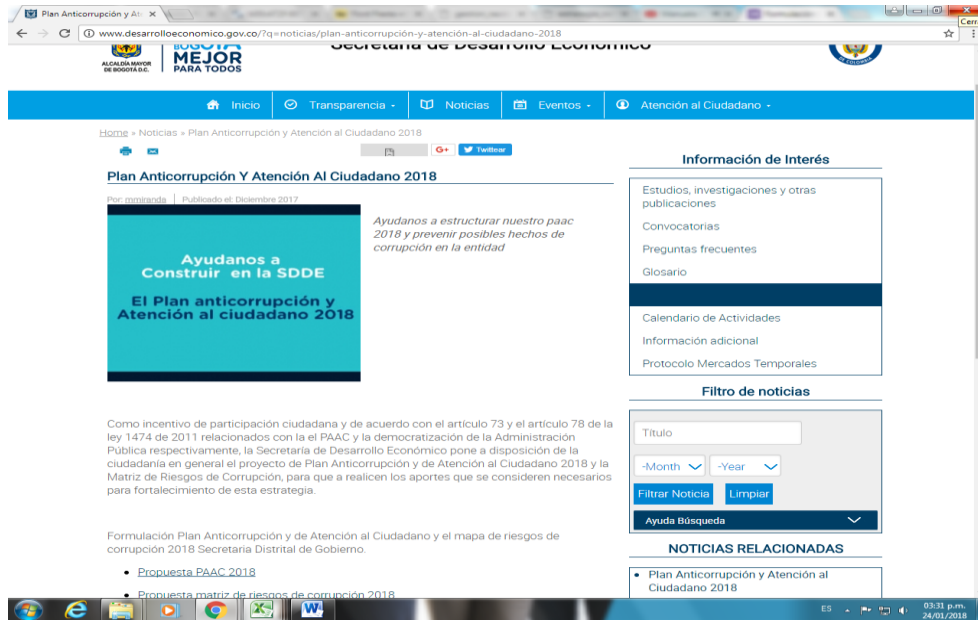 Plan Anticorrupción y At
Cerr
www.desarrolloeconomico.gov.co/?q=noticias/plan-anticorrupción-y-atención-al-ciudadano-2018
ALCALDÍA MAYOR
DE BOGOTÁ D.C.
BOGOTÁ
MEJOR
PARA TODOS
Secretaría de Desarrollo Económico
DE COLOMBIA
Inicio
Transparencia
Noticias
Eventos
Atención al Ciudadano
Home » Noticias » Plan Anticorrupción y Atención al Ciudadano 2018
G+
Twittear
Plan Anticorrupción Y Atención Al Ciudadano 2018
Por: mmiranda | Publicado el: Diciembre 2017
Ayudanos a
Construir en la SDDE
El Plan anticorrupción y
Atención al ciudadano 2018
Ayudanos a estructurar nuestro paac
2018 y prevenir posibles hechos de
corrupción en la entidad
Como incentivo de participación ciudadana y de acuerdo con el artículo 73 y el artículo 78 de la
ley 1474 de 2011 relacionados con la el PAAC y la democratización de la Administración
Pública respectivamente, la Secretaría de Desarrollo Económico pone a disposición de la
ciudadanía en general el proyecto de Plan Anticorrupción y de Atención al Ciudadano 2018 y la
Matriz de Riesgos de Corrupción, para que a realicen los aportes que se consideren necesarios
para fortalecimiento de esta estrategia.
Formulación Plan Anticorrupción y de Atención al Ciudadano y el mapa de riesgos de
corrupción 2018 Secretaria Distrital de Gobierno.
Propuesta PAAC 2018
Propuesta matriz de riesgos de corrupción 2018
Información de Interés
Estudios, investigaciones y otras
publicaciones
Convocatorias
Preguntas frecuentes
Glosario
Calendario de Actividades
Información adicional
Protocolo Mercados Temporales
Filtro de noticias
Título
-Month
-Year
Filtrar Noticia
Limpiar
Ayuda Búsqueda
NOTICIAS RELACIONADAS
Plan Anticorrupción y Atención al
Ciudadano 2018
ES
03:31 p.m.
24/01/2018